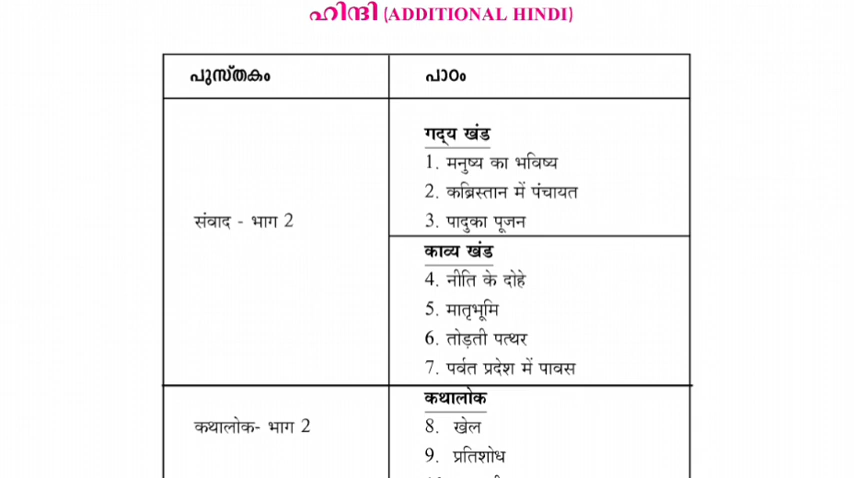 ഹിന്ദി (ADDITIONAL HINDI)
പുസ്തകം
പാഠം
संवाद - भाग 2
गद्य खंड
1. मनुष्य का भविष्य
2. कब्रिस्तान में पंचायत
3. पादुका पूजन
काव्य खंड
4. नीति के दोहे
5. मातृभूमि
6. तोड़ती पत्थर
7. पर्वत प्रदेश में पावस
कथालोक- भाग 2
कथालोक
8. खेल
9. प्रतिशोध